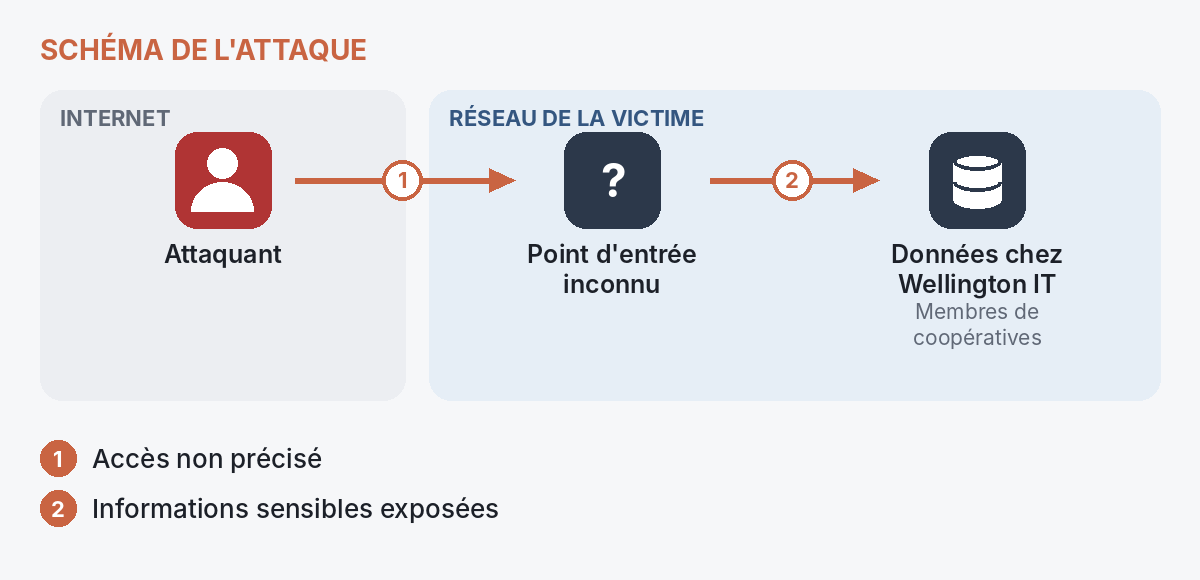 SCHÉMA DE L'ATTAQUE
INTERNET
RÉSEAU DE LA VICTIME
1
?
2
Attaquant
Point d'entrée
inconnu
Données chez
Wellington IT
Membres de
coopératives
1 Accès non précisé
2 Informations sensibles exposées